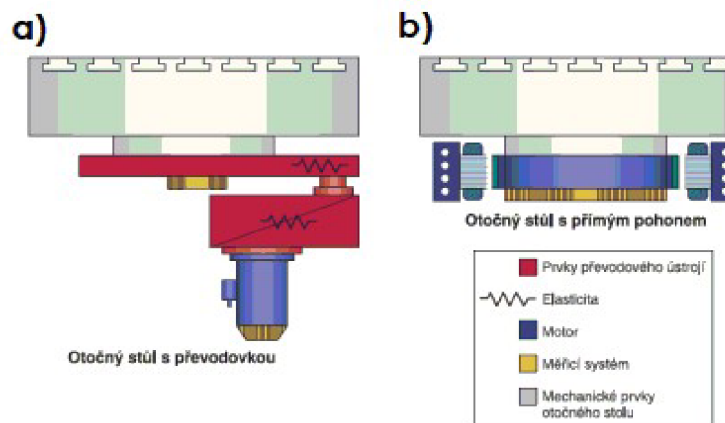 a)
b)
Otočný stůl s přímým pohonem
Prvky převodového ústrojí
Elasticita
Motor
Měřicí systém
Mechanické prvky
otočného stolu
Otočný stůl s převodovkou